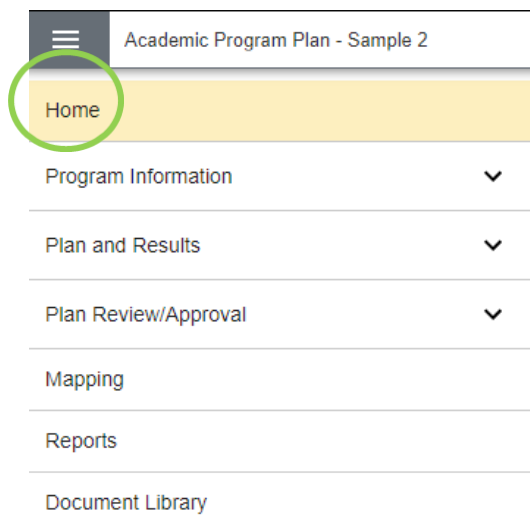 Academic Program Plan - Sample 2
Home
Program Information
Plan and Results
Plan Review/Approval
Mapping
Reports
Document Library